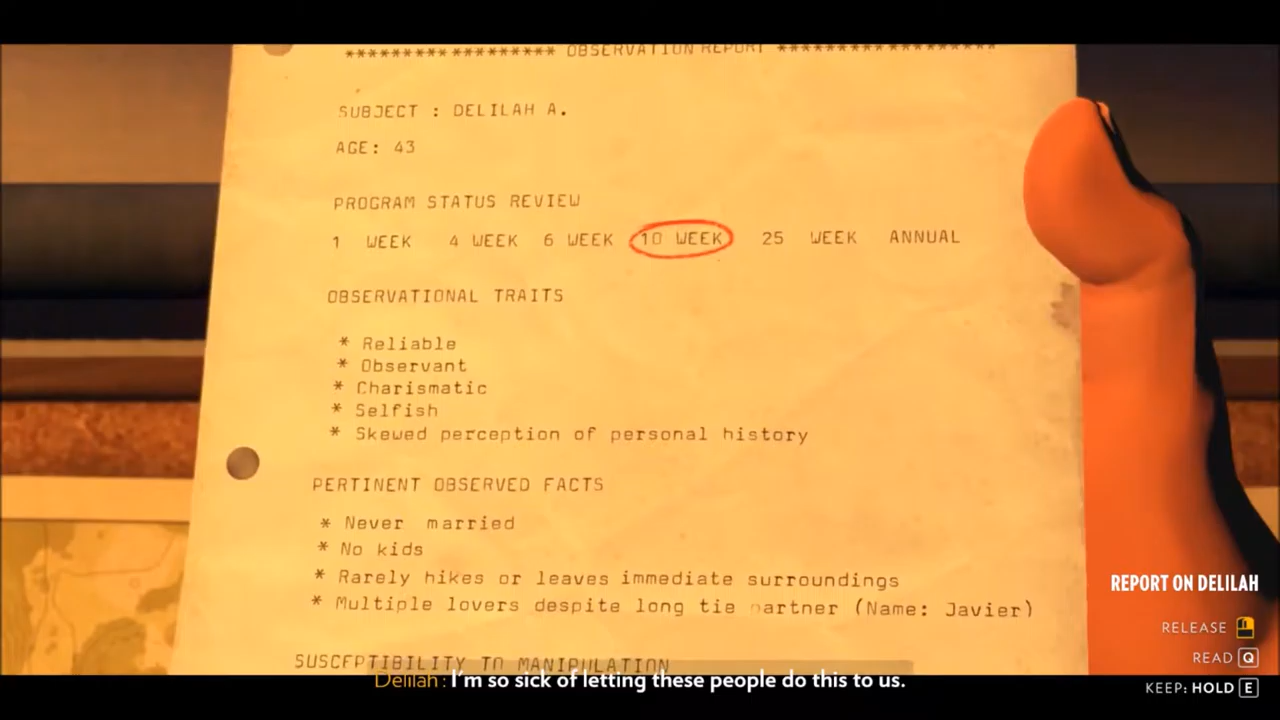 ****************** OBSERVATION REPORT *******************
SUBJECT : DELILAH A.
AGE: 43
PROGRAM STATUS REVIEW
1 WEEK 4 WEEK 6 WEEK 10 WEEK 25 WEEK ANNUAL
OBSERVATIONAL TRAITS
* Reliable
* Observant
* Charismatic
* Selfish
* Skewed perception of personal history
PERTINENT OBSERVED FACTS
* Never married
* No kids
* Rarely hikes or leaves immediate surroundings
* Multiple lovers despite long tie partner (Name: Javier)
SUSCEPTIBILITY TO MANIPULATION
Delilah : I'm so sick of letting these people do this to us.
REPORT ON DELILAH
RELEASE
READ Q
KEEP: HOLD E